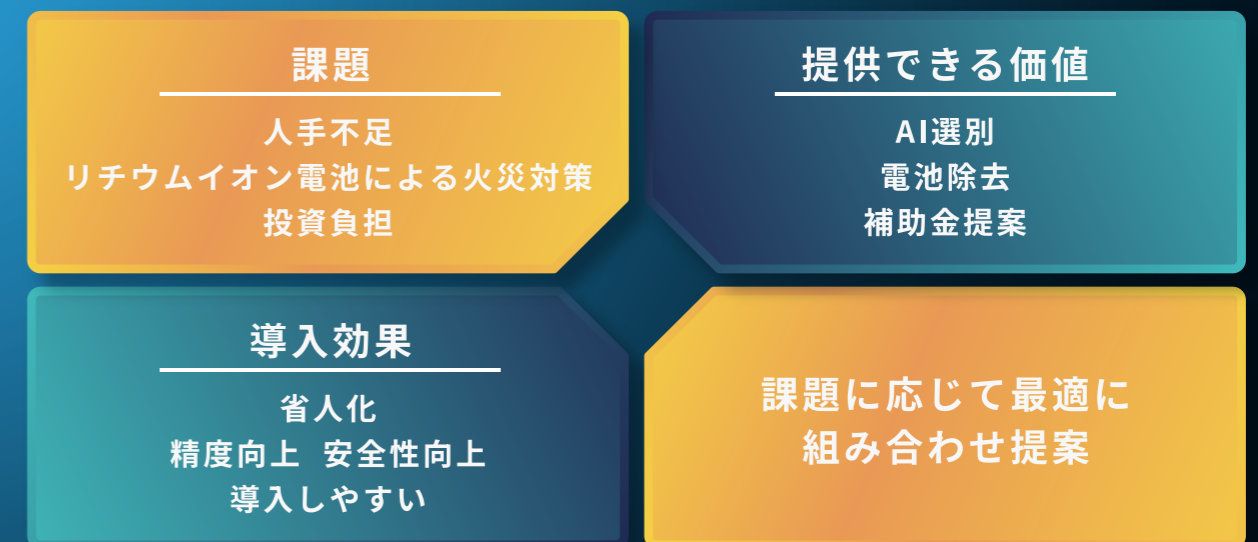 課題
人手不足
リチウムイオン電池による火災対策
投資負担
提供できる価値
AI選別
電池除去
補助金提案
導入効果
省人化
精度向上 安全性向上
導入しやすい
課題に応じて最適に
組み合わせ提案